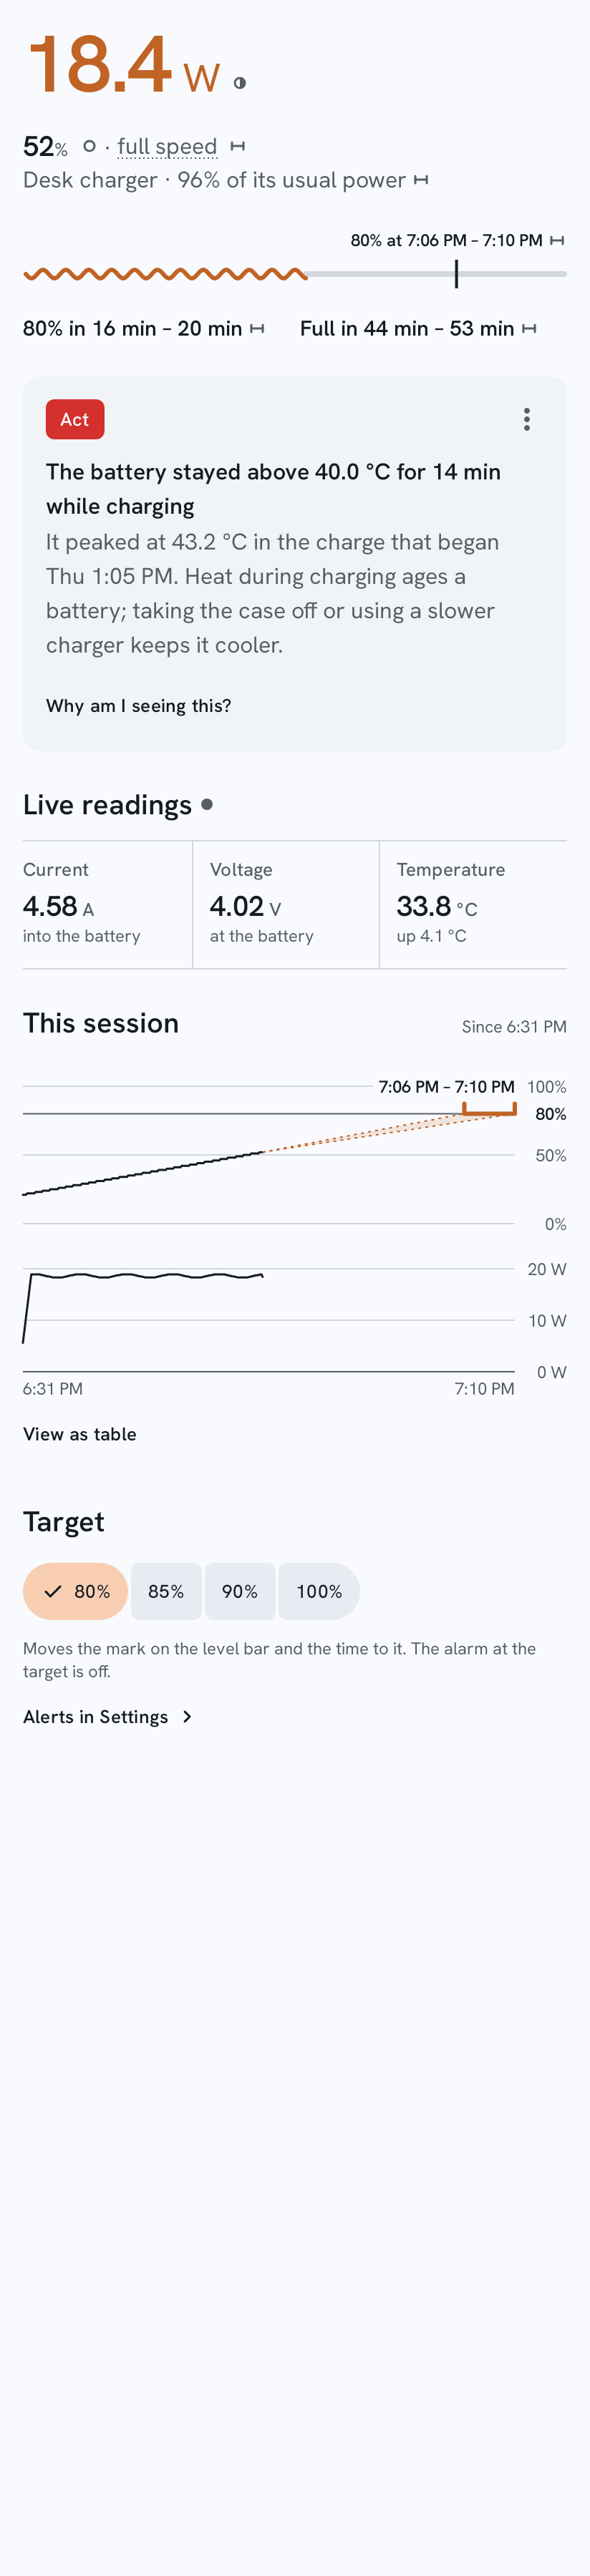 18.4 W
52% · full speed
Desk charger · 96% of its usual power
80% at 7:06 PM – 7:10 PM
80% in 16 min – 20 min
Full in 44 min – 53 min
Act
The battery stayed above 40.0 °C for 14 min
while charging
It peaked at 43.2 °C in the charge that began
Thu 1:05 PM. Heat during charging ages a
battery; taking the case off or using a slower
charger keeps it cooler.
Why am I seeing this?
Live readings
Current
4.58 A
into the battery
Voltage
4.02 V
at the battery
Temperature
33.8 °C
up 4.1 °C
This session
Since 6:31 PM
7:06 PM – 7:10 PM
100%
80%
50%
0%
20 W
10 W
0 W
6:31 PM
7:10 PM
View as table
Target
80%
85%
90%
100%
Moves the mark on the level bar and the time to it. The alarm at the
target is off.
Alerts in Settings